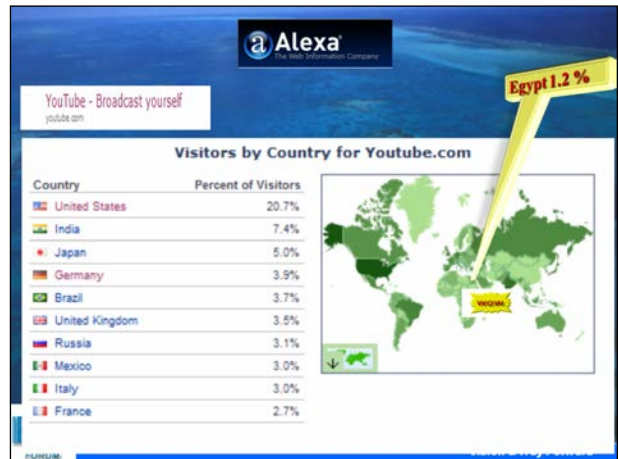 a Alexa
The Web Information Company
Egypt 1.2 %
YouTube - Broadcast yourself
youtube.com
Visitors by Country for Youtube.com
Country Percent of Visitors
United States 20.7%
India 7.4%
Japan 5.0%
Germany 3.9%
Brazil 3.7%
United Kingdom 3.5%
Russia 3.1%
Mexico 3.0%
Italy 3.0%
France 2.7%
FORUM